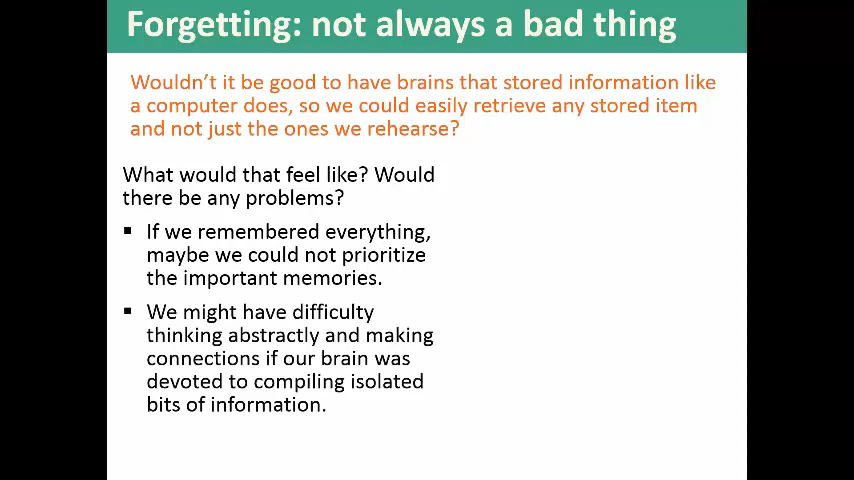 Forgetting: not always a bad thing
Wouldn't it be good to have brains that stored information like
a computer does, so we could easily retrieve any stored item
and not just the ones we rehearse?
What would that feel like? Would
there be any problems?
▪ If we remembered everything,
maybe we could not prioritize
the important memories.
▪ We might have difficulty
thinking abstractly and making
connections if our brain was
devoted to compiling isolated
bits of information.